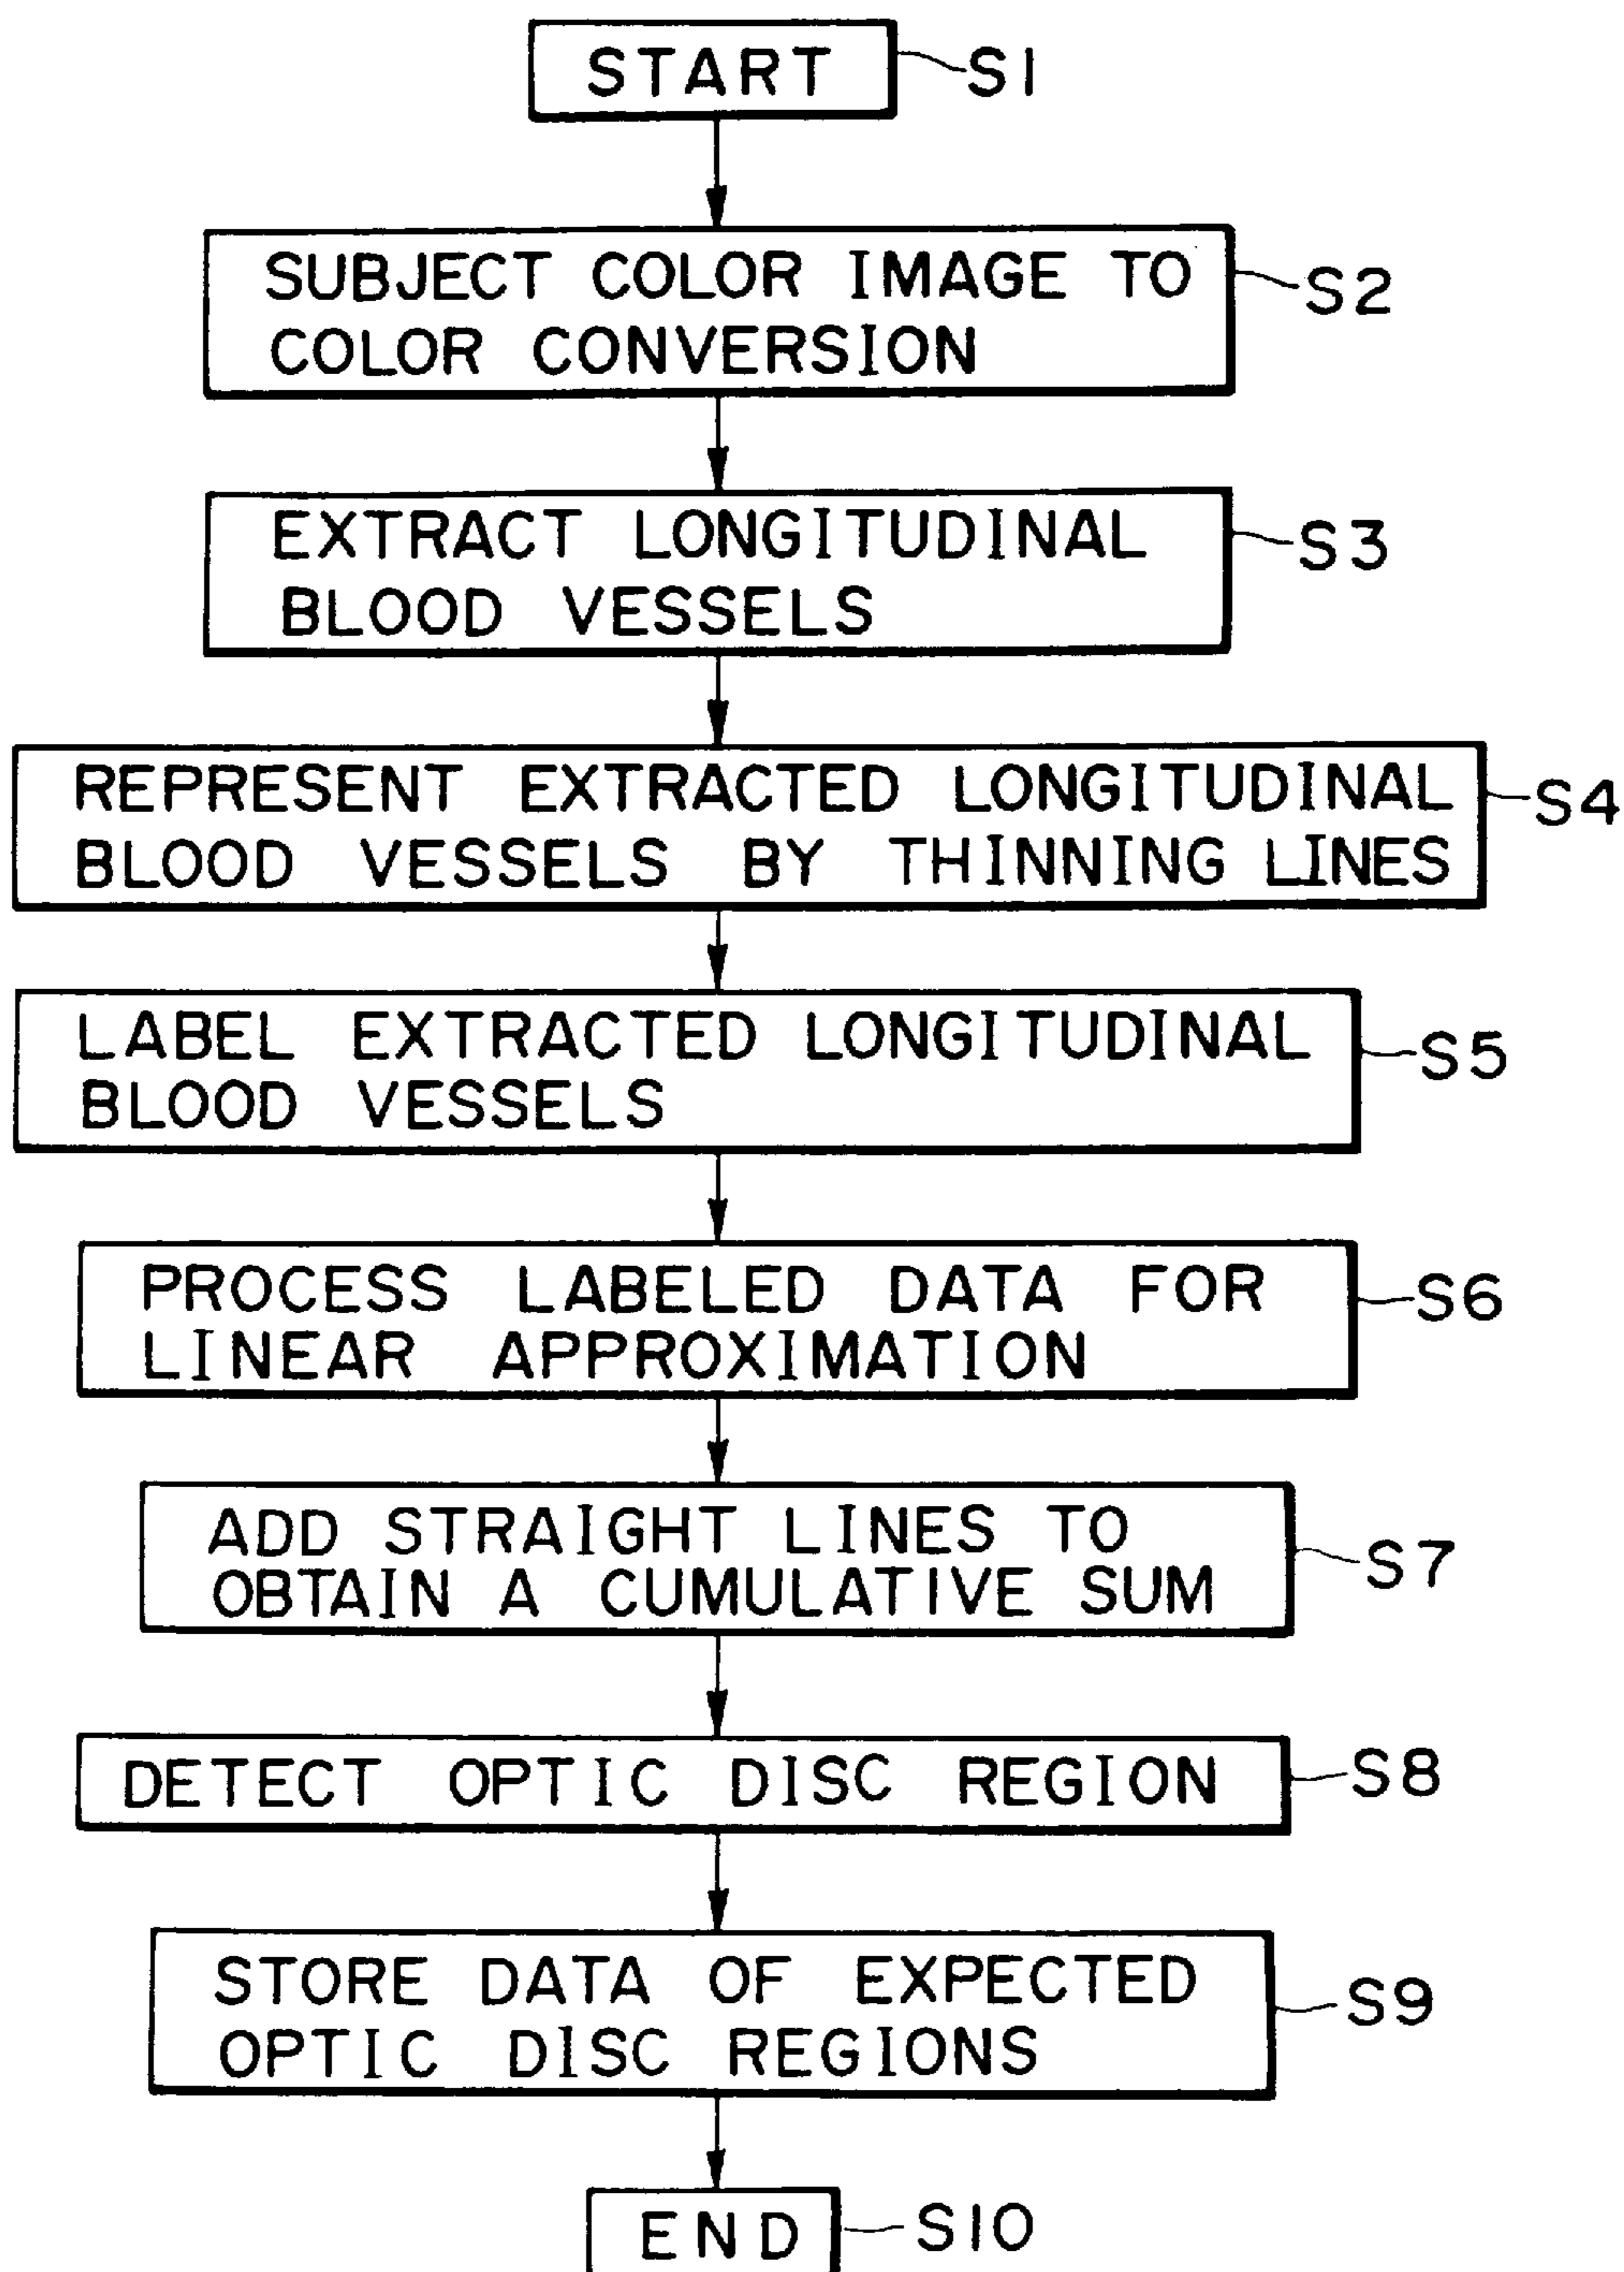 START
S1
SUBJECT COLOR IMAGE TO
COLOR CONVERSION
S2
EXTRACT LONGITUDINAL
BLOOD VESSELS
S3
REPRESENT EXTRACTED LONGITUDINAL
BLOOD VESSELS BY THINNING LINES
S4
LABEL EXTRACTED LONGITUDINAL
BLOOD VESSELS
S5
PROCESS LABELED DATA FOR
LINEAR APPROXIMATION
S6
ADD STRAIGHT LINES TO
OBTAIN A CUMULATIVE SUM
S7
DETECT OPTIC DISC REGION
S8
STORE DATA OF EXPECTED
OPTIC DISC REGIONS
S9
END
S10